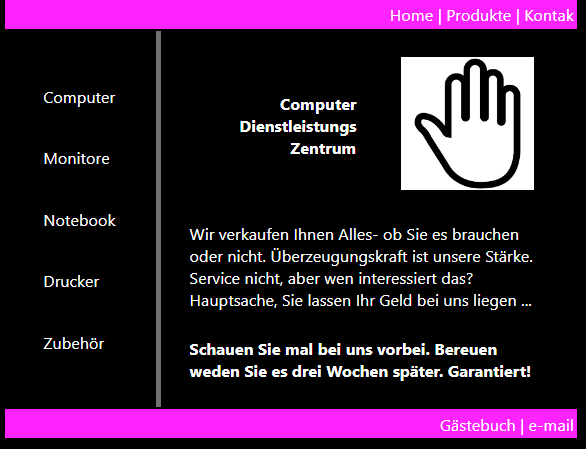 Home | Produkte | Kontak
Computer
Monitore
Notebook
Drucker
Zubehör
Computer
Dienstleistungs
Zentrum
Wir verkaufen Ihnen Alles- ob Sie es brauchen
oder nicht. Überzeugungskraft ist unsere Stärke.
Service nicht, aber wen interessiert das?
Hauptsache, Sie lassen Ihr Geld bei uns liegen ...
Schauen Sie mal bei uns vorbei. Bereuen
weden Sie es drei Wochen später. Garantiert!
Gästebuch | e-mail